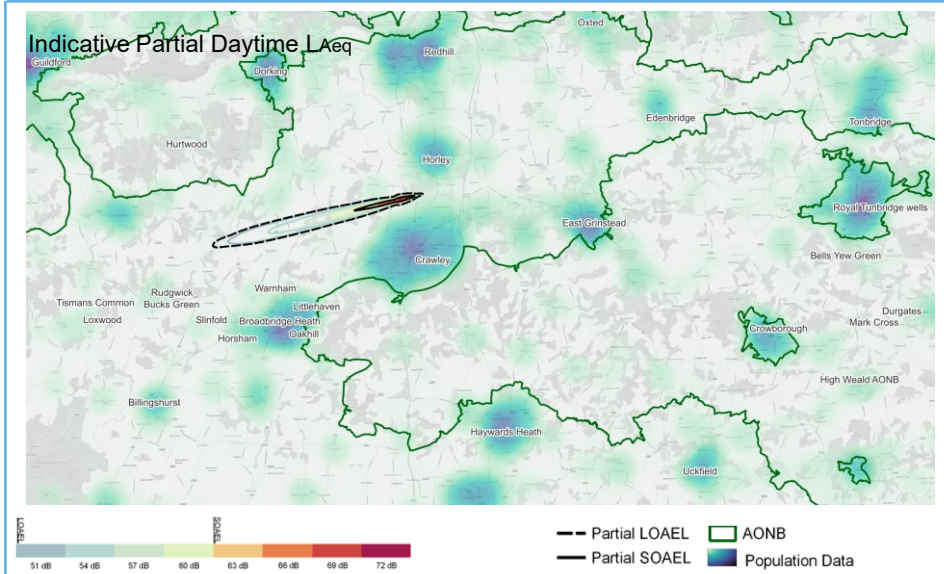 Indicative Partial Daytime LAeq
Oxted
Guildford
Redhill
Dorking
Edenbridge
Tonbridge
Hurtwood
Horley
Royal Tunbridge wells
East Grinstead
Crawley
Bells Yew Green
Warnham
Rudgwick
Tismans Common
Bucks Green
Littlehaven
Loxwood
Slinfold
Broadbridge Heath
Durgates
Mark Cross
Crowborough
Horsham
Oakhill
High Weald AONB
Billingshurst
Haywards Heath
Uckfield
LOAEL
SOAEL
51 dB
54 dB
57 dB
60 dB
63 dB
66 dB
69 dB
72 dB
Partial LOAEL
AONB
Partial SOAEL
Population Data